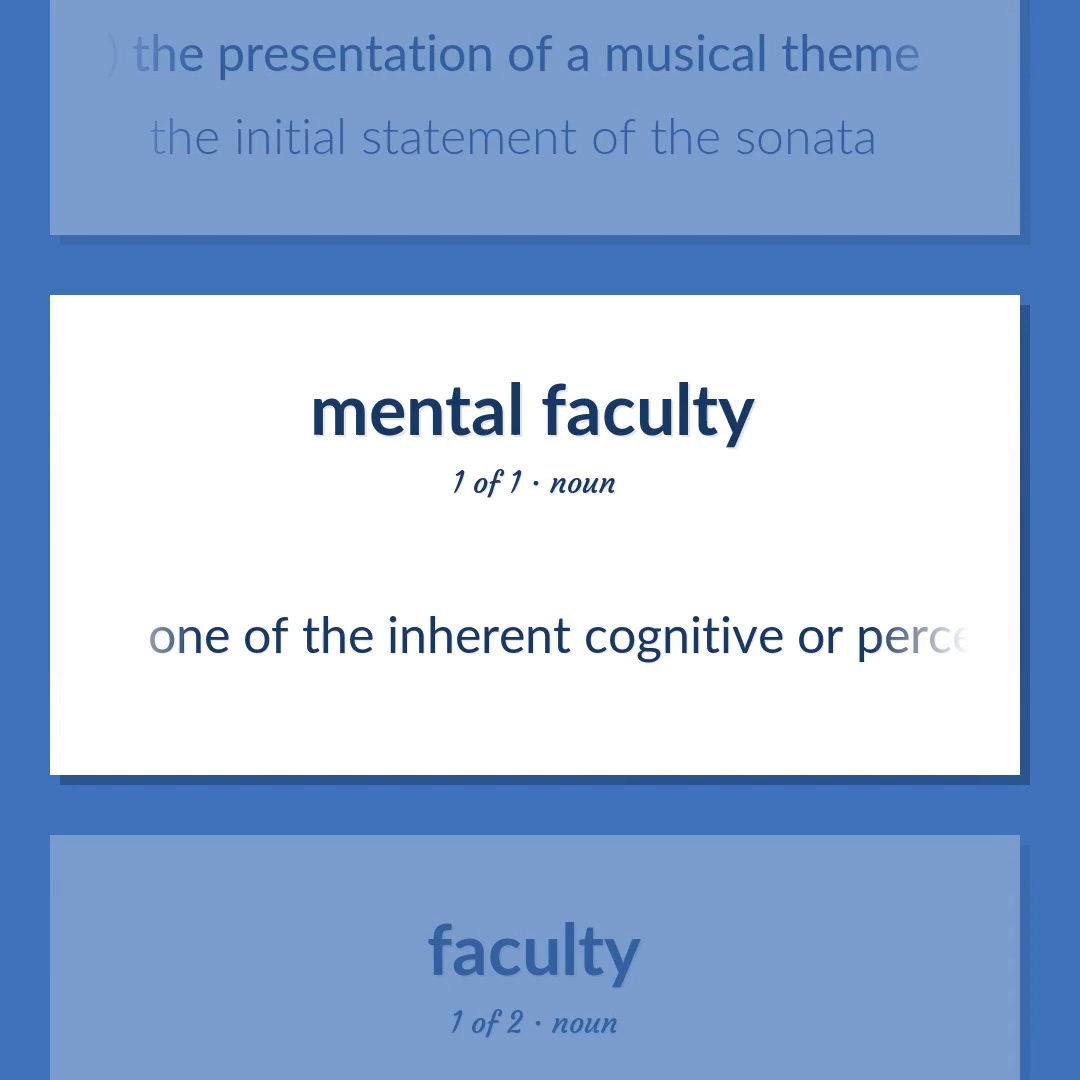 ) the presentation of a musical theme
the initial statement of the sonata
mental faculty
1 of 1 · noun
one of the inherent cognitive or perce
faculty
1 of 2 · noun